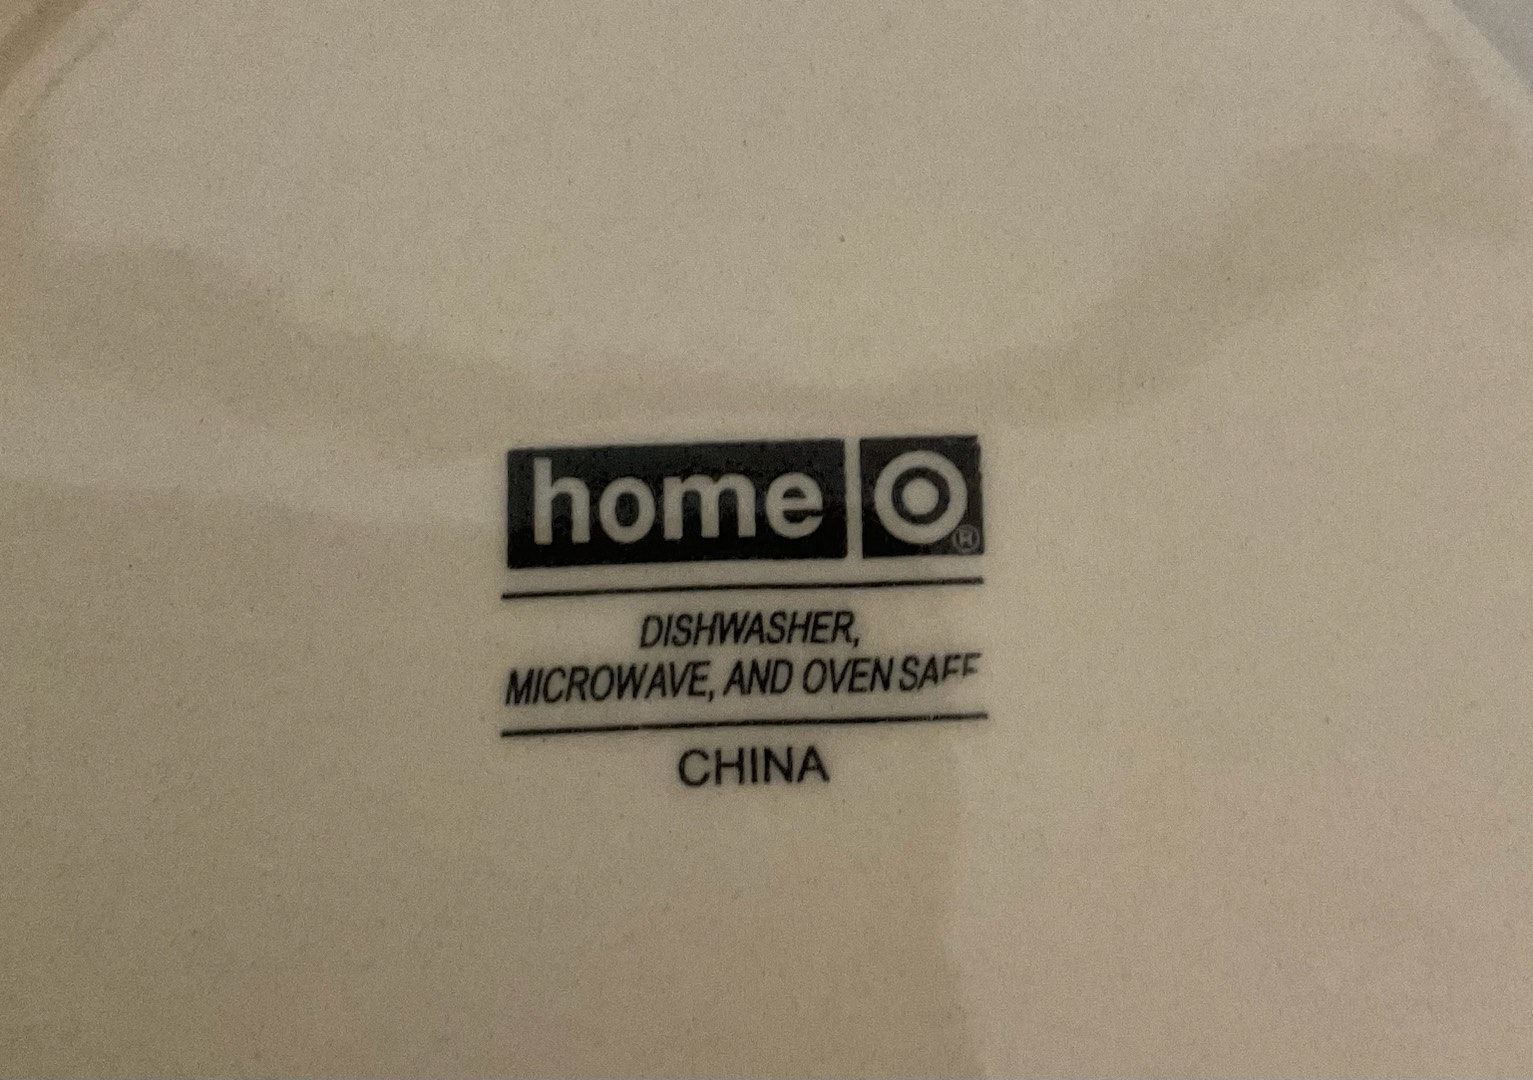 home ®
DISHWASHER,
MICROWAVE, AND OVEN SAFE
CHINA